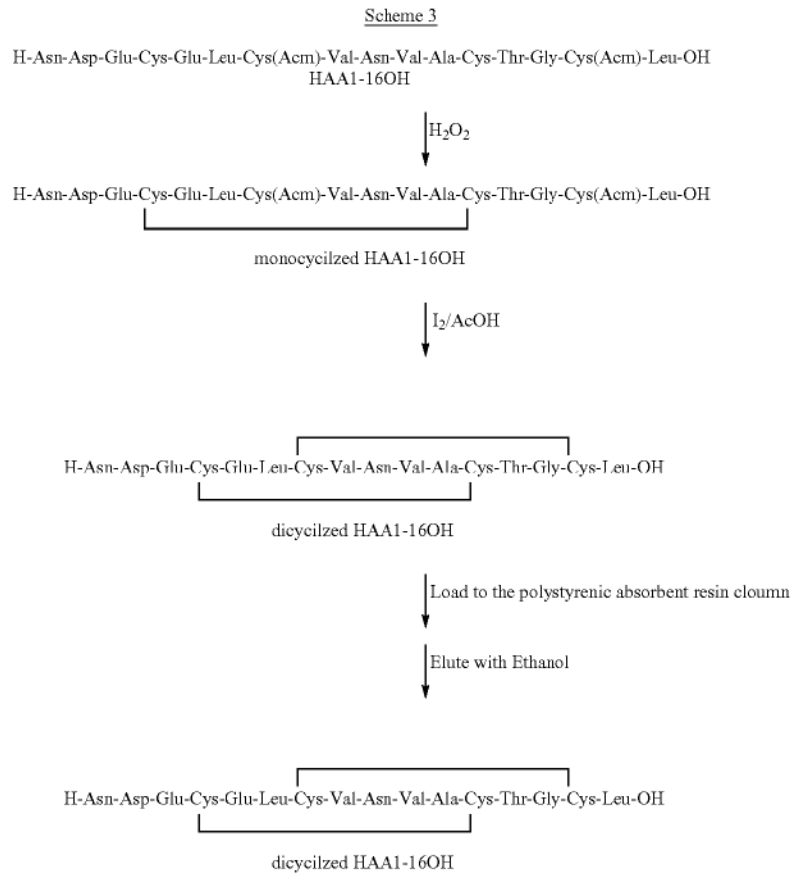 Scheme 3
H-Asn-Asp-Glu-Cys-Glu-Leu-Cys(Acm)-Val-Asn-Val-Ala-Cys-Thr-Gly-Cys(Acm)-Leu-OH
HAA1-16OH
H₂O₂
H-Asn-Asp-Glu-Cys-Glu-Leu-Cys(Acm)-Val-Asn-Val-Ala-Cys-Thr-Gly-Cys(Acm)-Leu-OH
monocycilzed HAA1-16OH
I₂/AcOH
H-Asn-Asp-Glu-Cys-Glu-Leu-Cys-Val-Asn-Val-Ala-Cys-Thr-Gly-Cys-Leu-OH
dicycilzed HAA1-16OH
Load to the polystyrenic absorbent resin cloumn
Elute with Ethanol
H-Asn-Asp-Glu-Cys-Glu-Leu-Cys-Val-Asn-Val-Ala-Cys-Thr-Gly-Cys-Leu-OH
dicycilzed HAA1-16OH